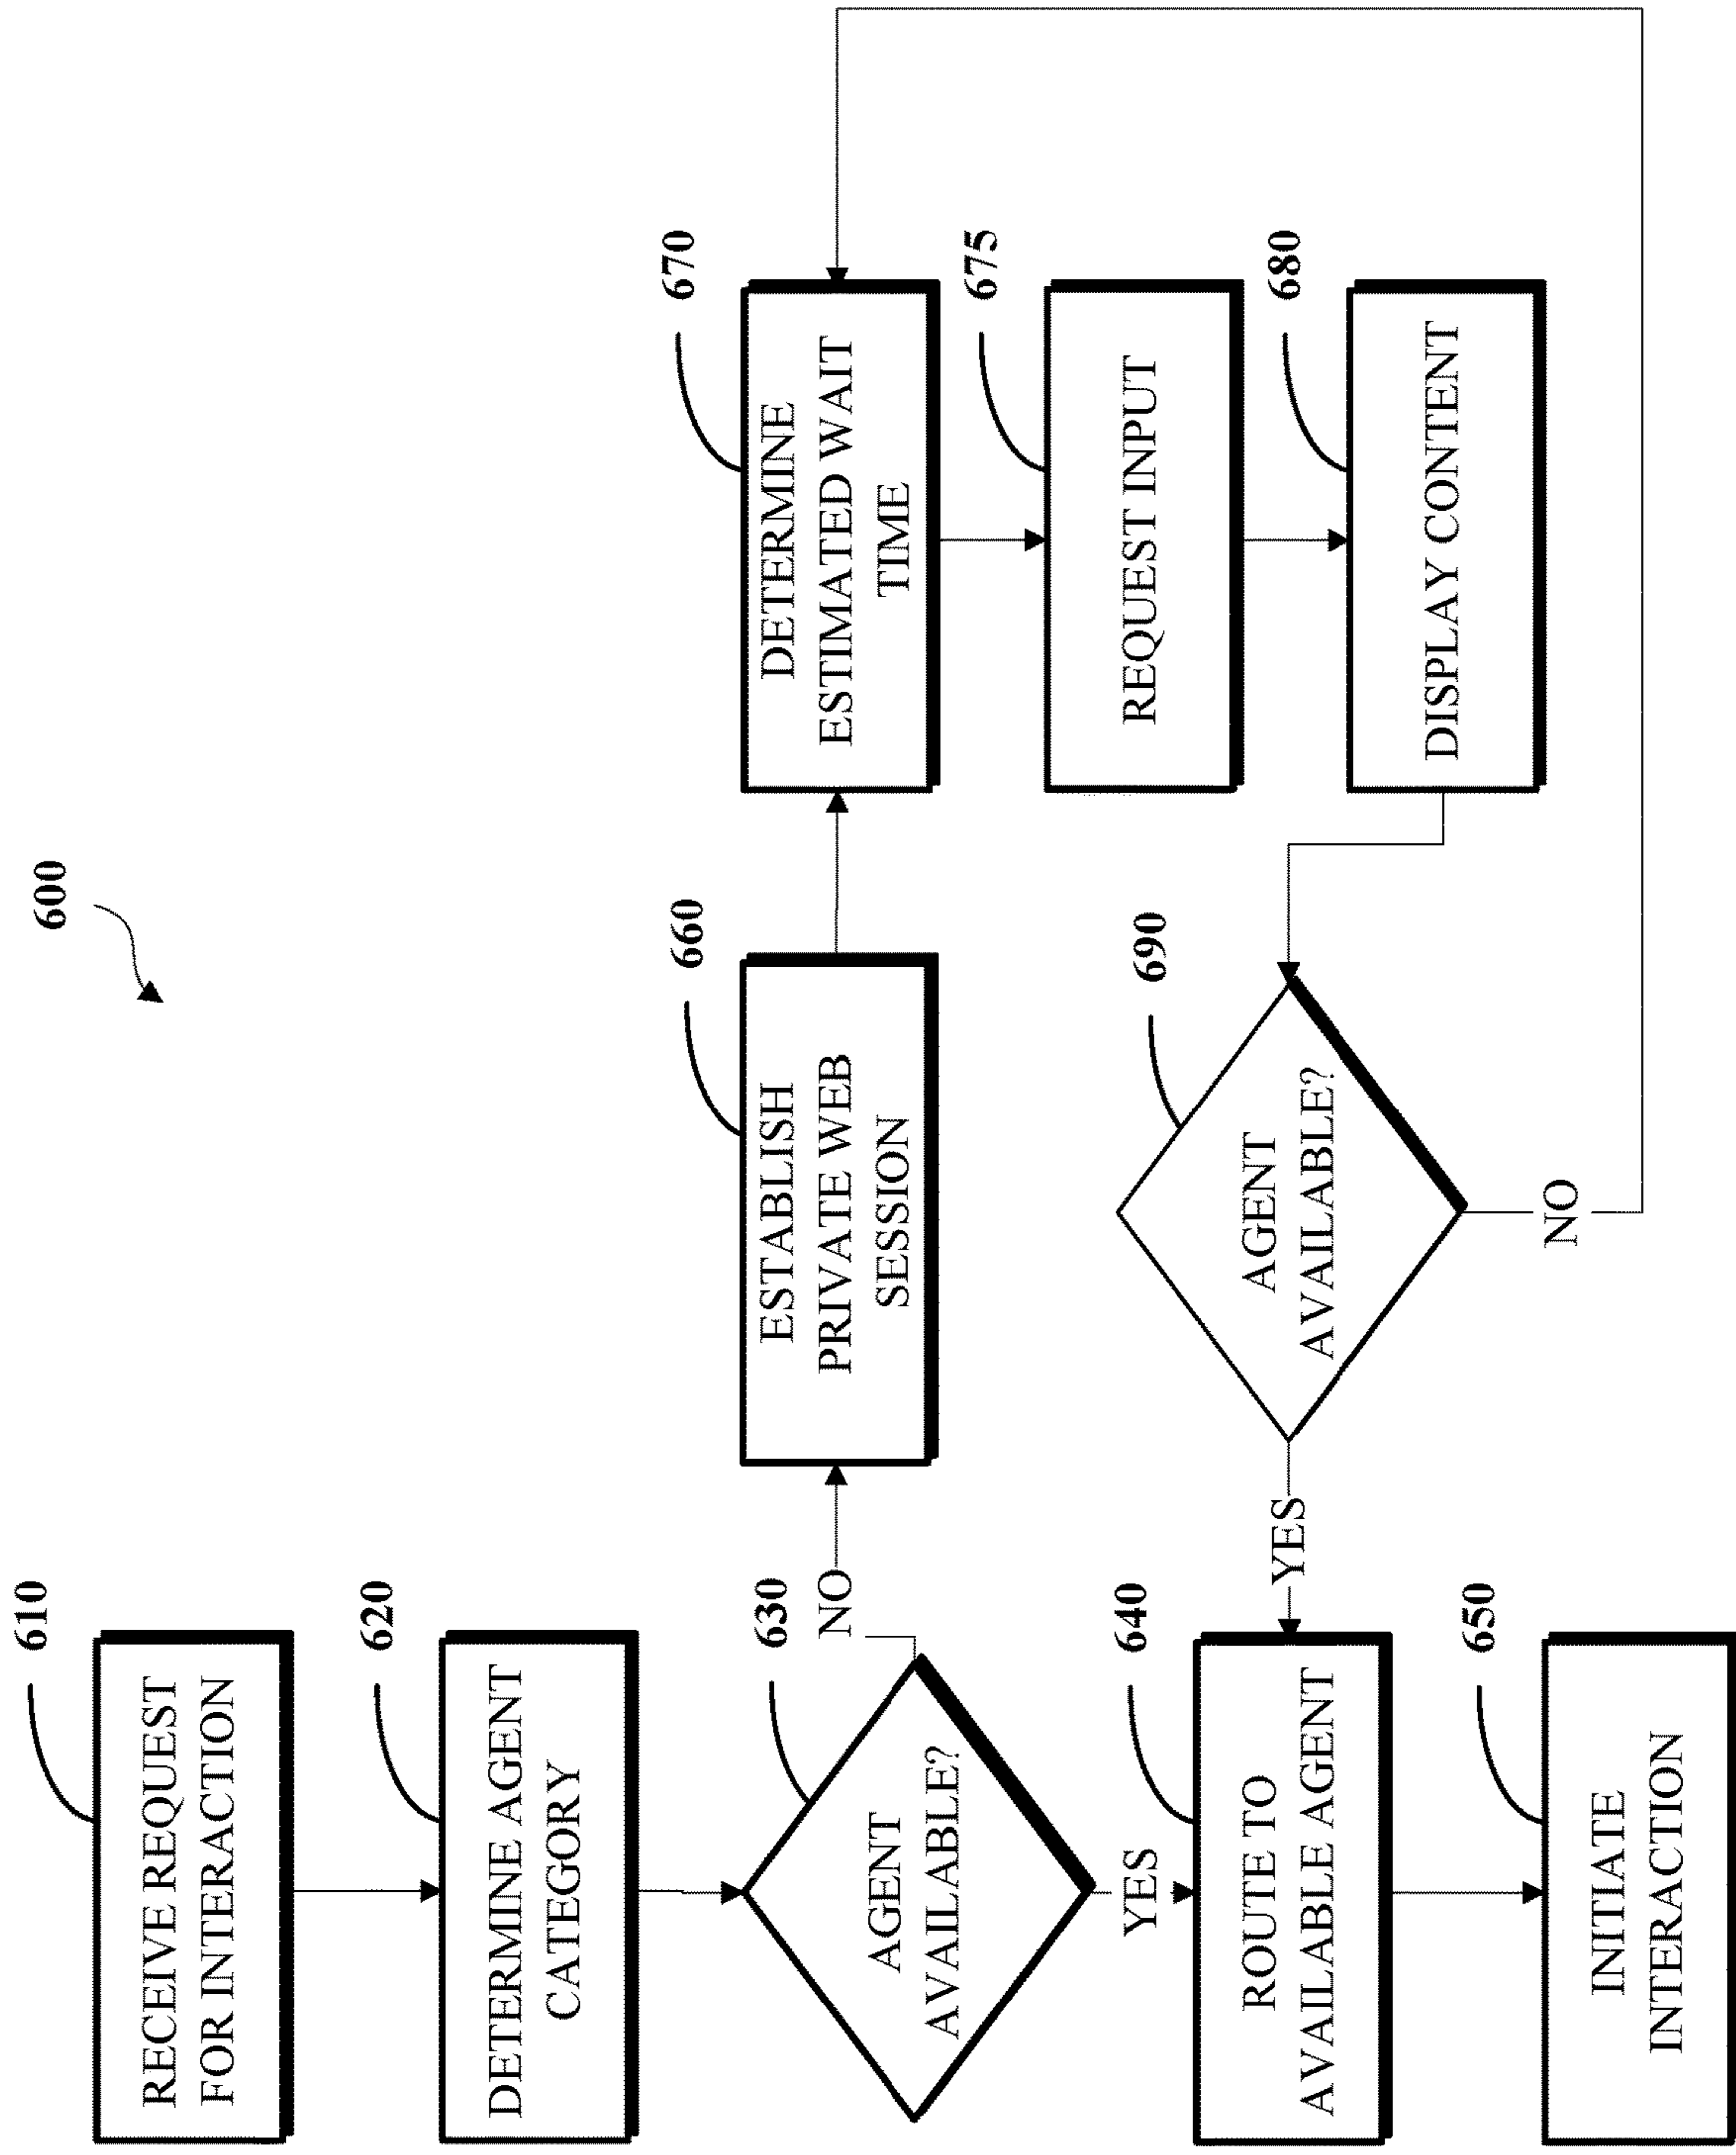 600
610
RECEIVE REQUEST
FOR INTERACTION
620
DETERMINE AGENT
CATEGORY
630
AGENT
AVAILABLE?
NO
YES
640
ROUTE TO
AVAILABLE AGENT
650
INITIATE
INTERACTION
660
ESTABLISH
PRIVATE WEB
SESSION
670
DETERMINE
ESTIMATED WAIT
TIME
675
REQUEST INPUT
680
DISPLAY CONTENT
690
AGENT
AVAILABLE?
YES
NO